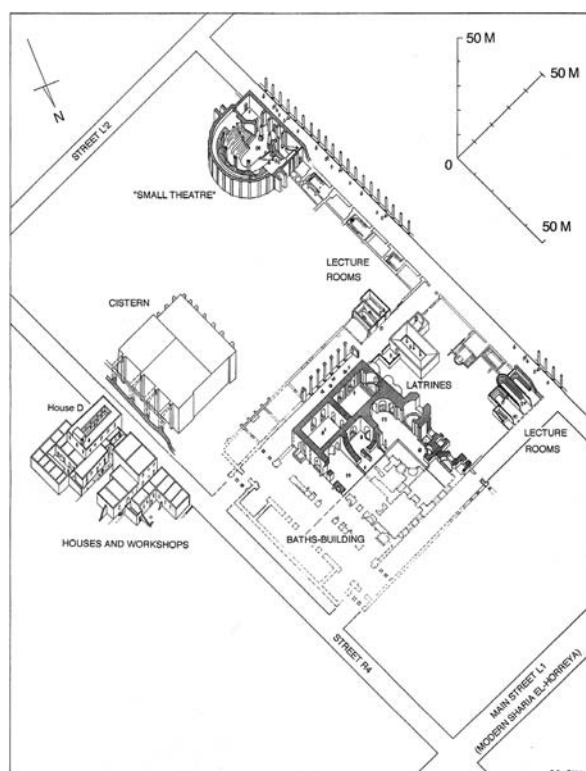 50 M
50 M
0
50 M
N
STREET L'2
"SMALL THEATRE"
LECTURE
ROOMS
CISTERN
House D
LATRINES
LECTURE
ROOMS
HOUSES AND WORKSHOPS
BATHS-BUILDING
STREET R4
MAIN STREET L1
(MODERN SHARIA EL-HORREYA)